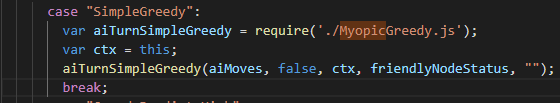 case "SimpleGreedy":
var aiTurnSimpleGreedy = require('./MyopicGreedy.js');
var ctx = this;
aiTurnSimpleGreedy(aiMoves, false, ctx, friendlyNodeStatus, "");
break;